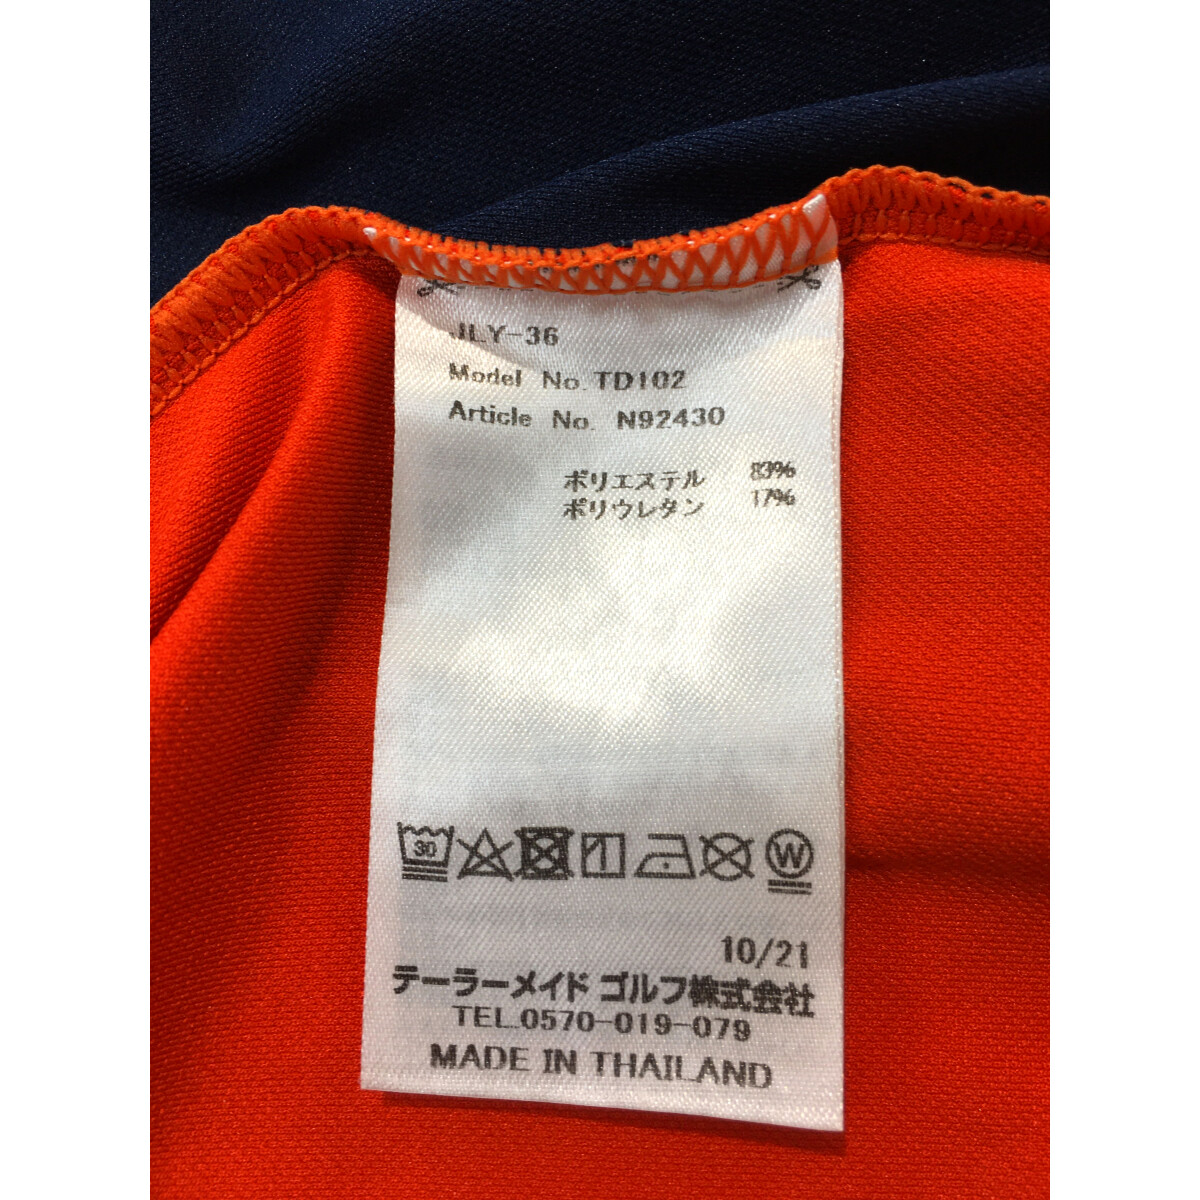 JLY-36
Model No. TD102
Article No. N92430
ポリエステル 83%
ポリウレタン 17%
30 W
10/21
テーラーメイド ゴルフ株式会社
TEL.0570-019-079
MADE IN THAILAND